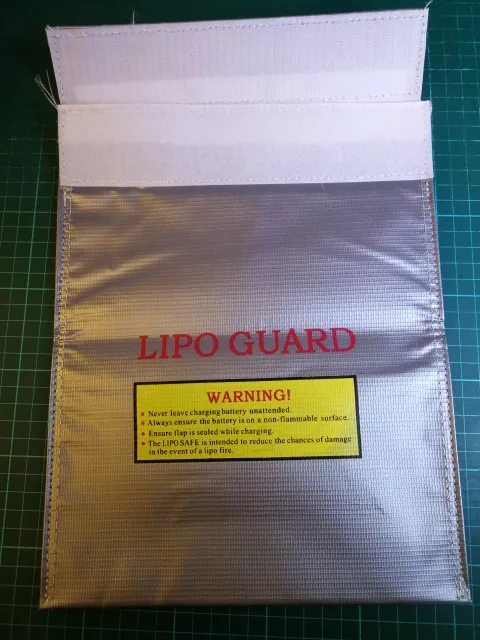 LIPO GUARD
WARNING!
• Never leave charging battery unattended.
• Always ensure the battery is on a non-flammable surface.
• Ensure flap is sealed while charging.
• The LIPO SAFE is intended to reduce the chances of damage
in the event of a lipo fire.